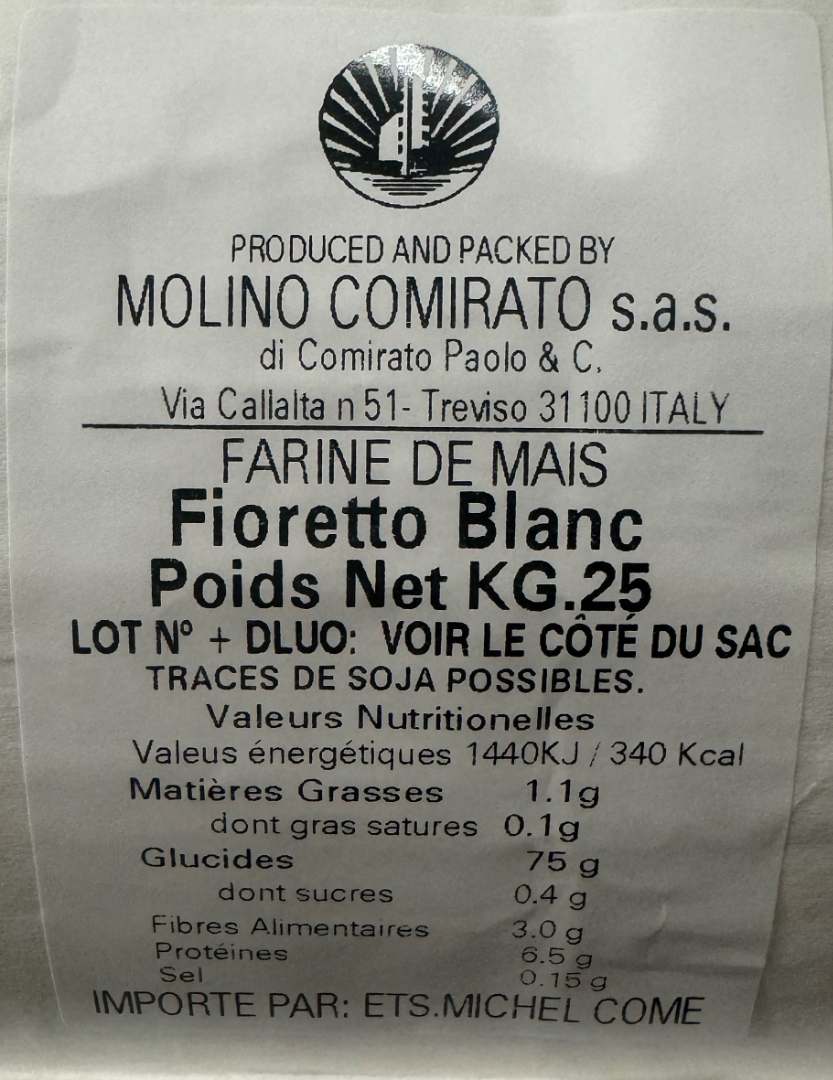 PRODUCED AND PACKED BY
MOLINO COMIRATO s.a.s.
di Comirato Paolo & C.
Via Callalta n 51- Treviso 31100 ITALY
FARINE DE MAIS
Fioretto Blanc
Poids Net KG.25
LOT Nº + DLUO: VOIR LE CÔTÉ DU SAC
TRACES DE SOJA POSSIBLES.
Valeurs Nutritionelles
Valeus énergétiques 1440KJ / 340 Kcal
Matières Grasses 1.1g
dont gras satures 0.1g
Glucides 75 g
dont sucres 0.4 g
Fibres Alimentaires 3.0 g
Protéines 6.5 g
Sel 0.15 g
IMPORTE PAR: ETS.MICHEL COME